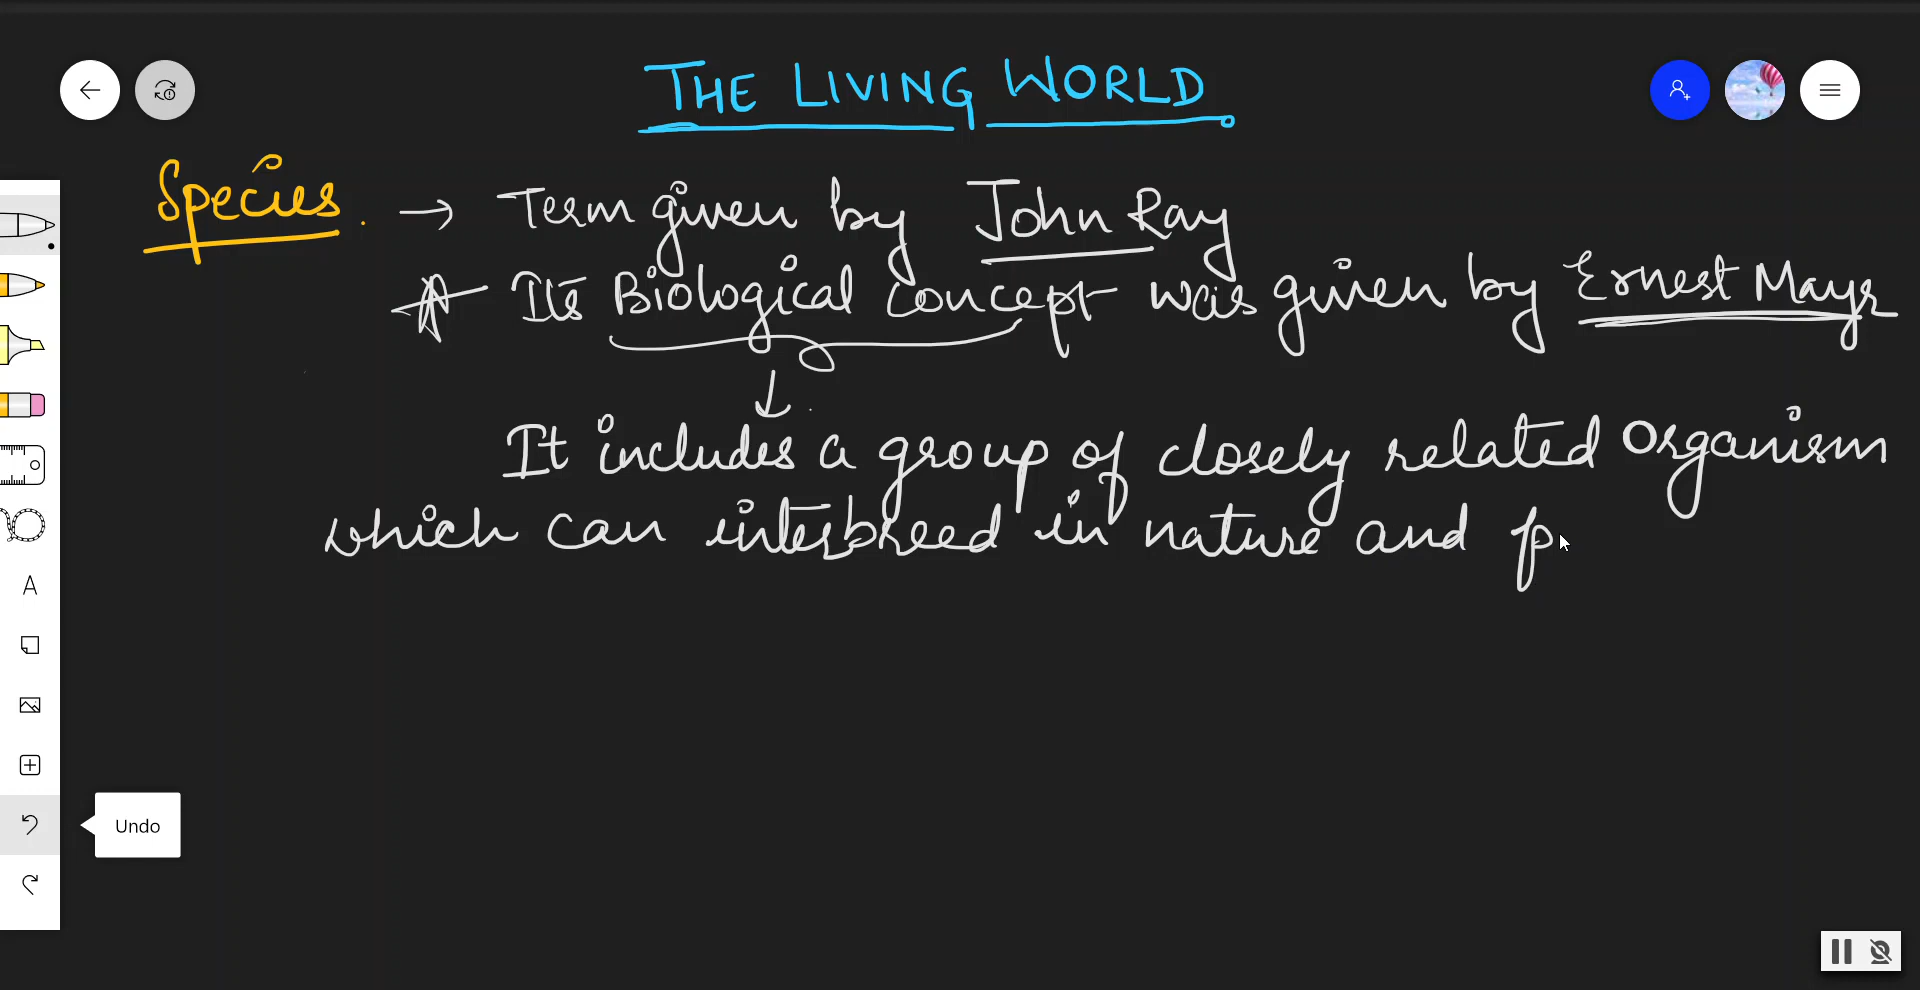 THE LIVING WORLD
Species → Term given by John Ray
Its Biological concept was given by Ernest Mayr
↓
It includes a group of closely related organism
which can interbreed in nature and p
A
Undo